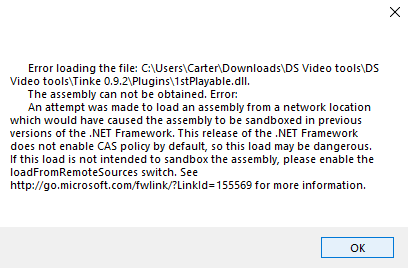 Error loading the file: C:\Users\Carter\Downloads\DS Video tools\DS
Video tools\Tinke 0.9.2\Plugins\1stPlayable.dll.
The assembly can not be obtained. Error:
An attempt was made to load an assembly from a network location
which would have caused the assembly to be sandboxed in previous
versions of the .NET Framework. This release of the .NET Framework
does not enable CAS policy by default, so this load may be dangerous.
If this load is not intended to sandbox the assembly, please enable the
loadFromRemoteSources switch. See
http://go.microsoft.com/fwlink/?LinkId=155569 for more information.
OK